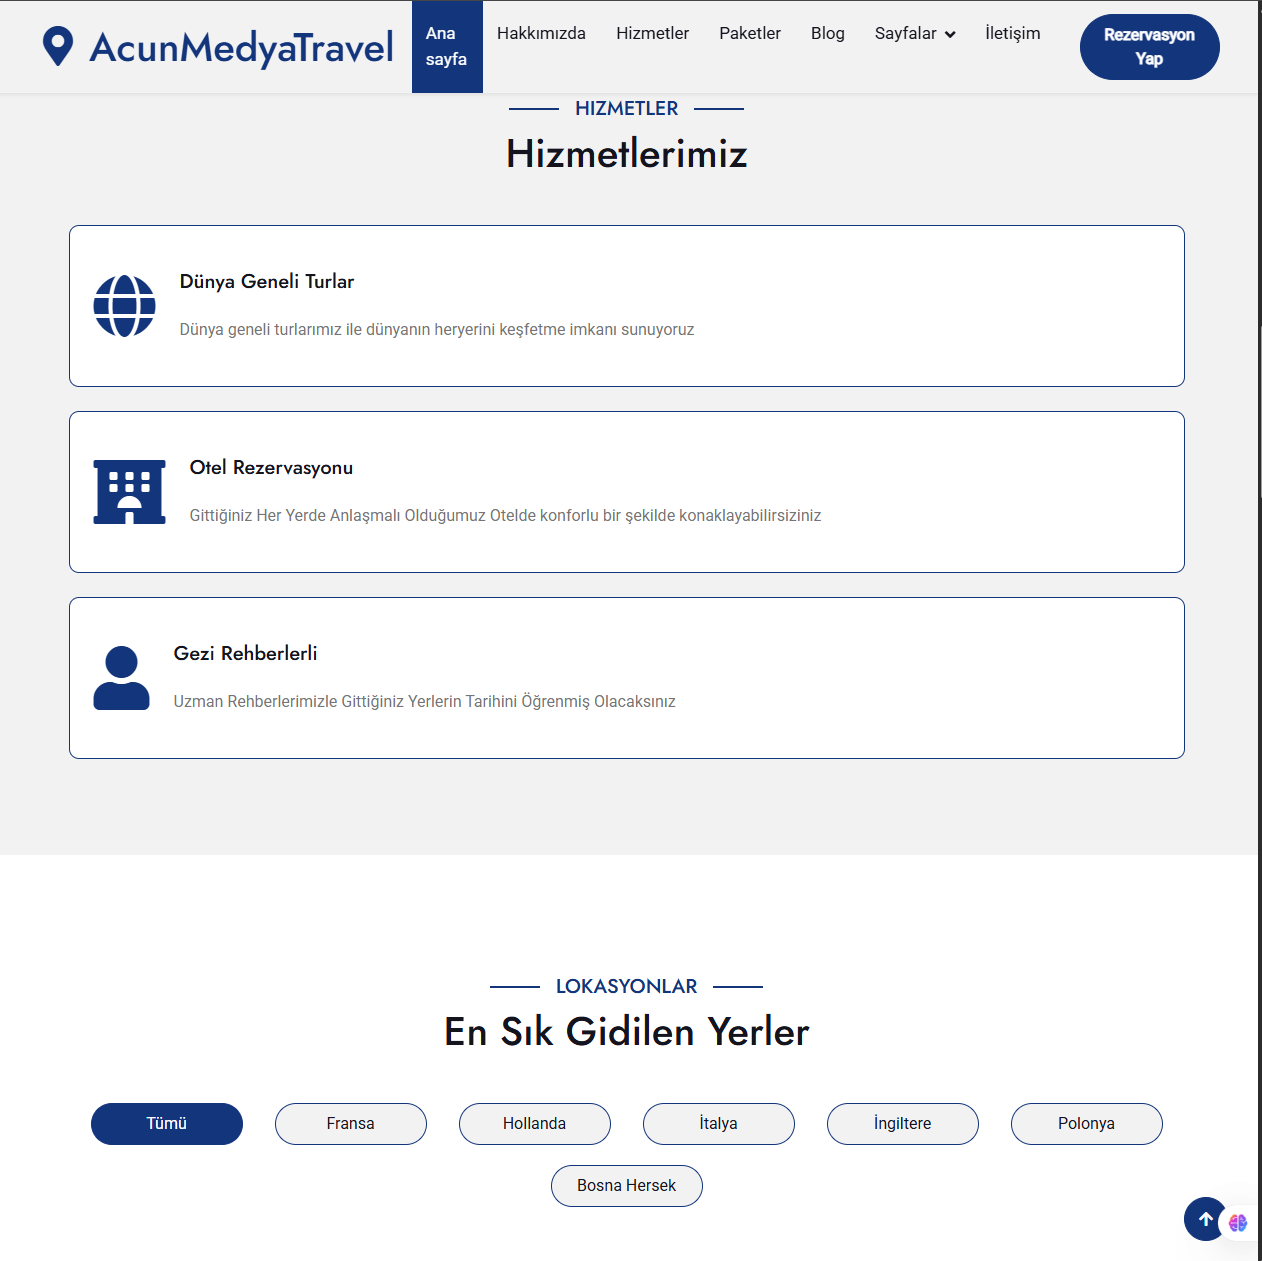 AcunMedyaTravel
Ana
sayfa
Hakkımızda
Hizmetler
Paketler
Blog
Sayfalar
İletişim
Rezervasyon
Yap
HIZMETLER
Hizmetlerimiz
Dünya Geneli Turlar
Dünya geneli turlarımız ile dünyanın heryerini keşfetme imkanı sunuyoruz
Otel Rezervasyonu
Gittiğiniz Her Yerde Anlaşmalı Olduğumuz Otelde konforlu bir şekilde konaklayabilirsiziniz
Gezi Rehberlerli
Uzman Rehberlerimizle Gittiğiniz Yerlerin Tarihini Öğrenmiş Olacaksınız
LOKASYONLAR
En Sık Gidilen Yerler
Tümü
Fransa
Hollanda
İtalya
İngiltere
Polonya
Bosna Hersek